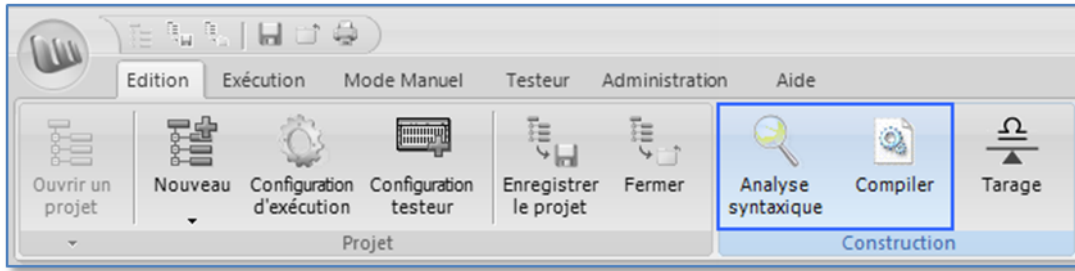 Edition Exécution Mode Manuel Testeur Administration Aide
Ouvrir un projet
Nouveau
Configuration d'exécution
Configuration testeur
Enregistrer le projet
Fermer
Analyse syntaxique
Compiler
Tarage
Projet
Construction